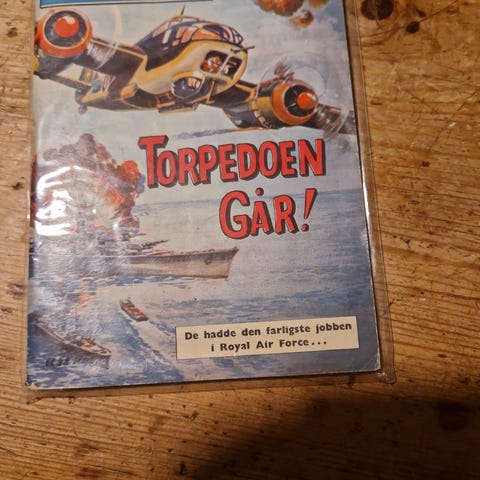 TORPEDOEN
GÅR!
De hadde den farligste jobben
i Royal Air Force...